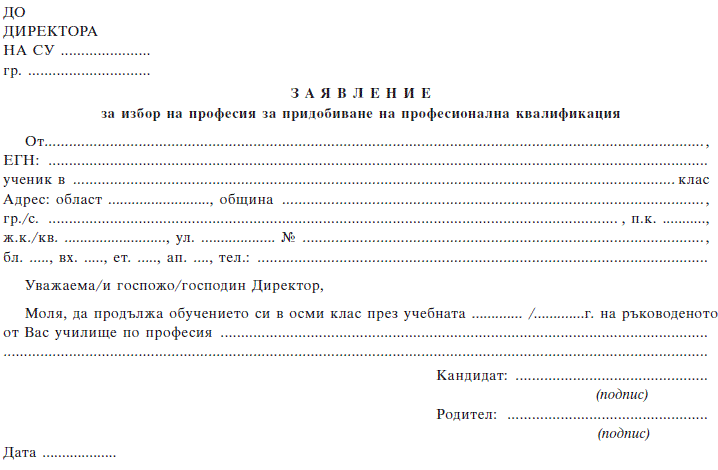 ДО
ДИРЕКТОРА
НА СУ ......................
гр. ..............................
З А Я В Л Е Н И Е
за избор на професия за придобиване на професионална квалификация
От...................................................................................................................................................................,
ЕГН: ..................................................................................................................................................................
ученик в .................................................................................................................................................... клас
Адрес: област ........................., община ........................................................................................................,
гр./с. ............................................................................................................................................ , п.к. ...........,
ж.к./кв. ........................., ул. .................. № ...................................................................................................,
бл. ....., вх. ....., ет. ....., ап. ...., тел.: ...............................................................................................................
Уважаема/и госпожо/господин Директор,
Моля, да продължа обучението си в осми клас през учебната ............. /.............г. на ръководеното
от Вас училище по професия ........................................................................................................................
.............................................................................................................................................................................
Кандидат: ...............................................
(подпис)
Родител: .................................................
(подпис)
Дата ...................